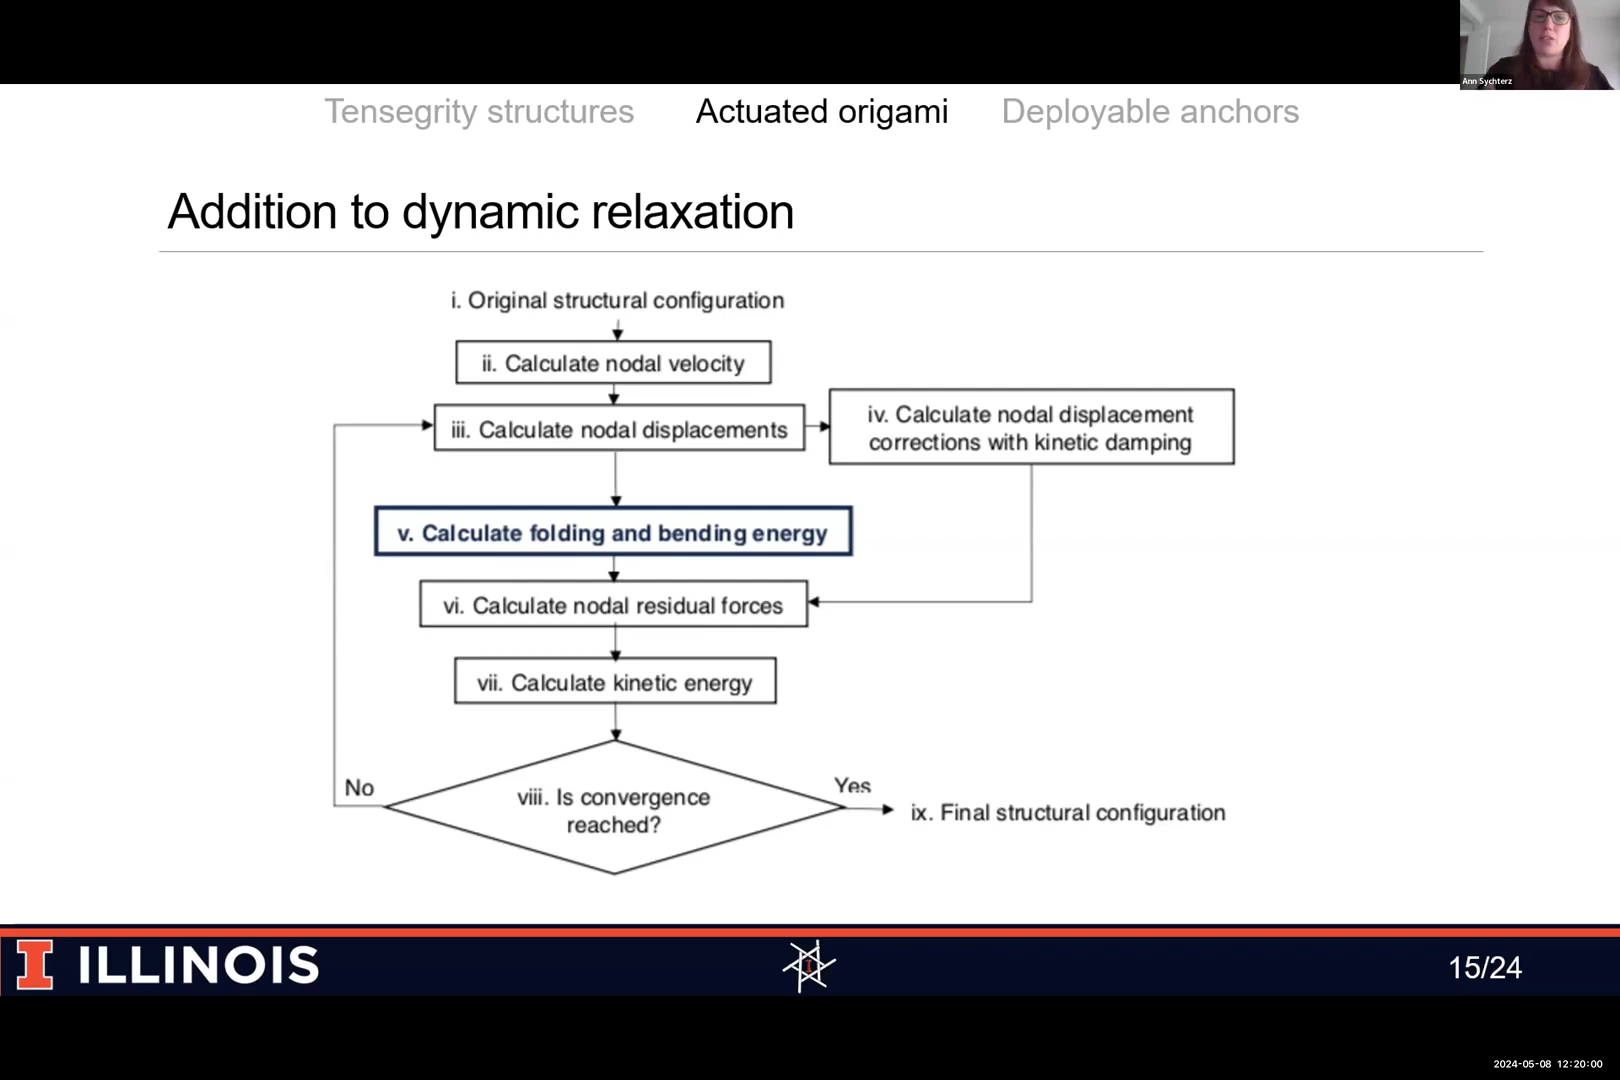 Ann Sychterz
Tensegrity structures Actuated origami Deployable anchors
Addition to dynamic relaxation
i. Original structural configuration
ii. Calculate nodal velocity
iii. Calculate nodal displacements
iv. Calculate nodal displacement
corrections with kinetic damping
v. Calculate folding and bending energy
vi. Calculate nodal residual forces
vii. Calculate kinetic energy
No
viii. Is convergence
reached?
Yes
ix. Final structural configuration
I ILLINOIS
15/24
2024-05-08 12:20:00